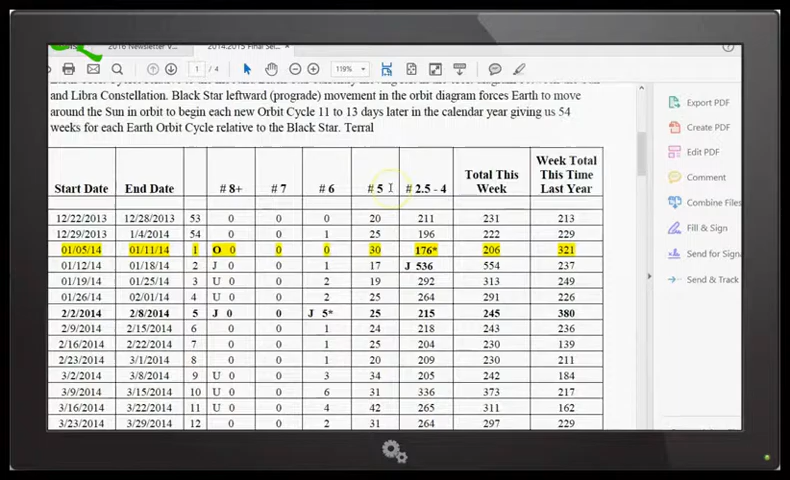 2016 Newsletter V... 2014.2015 Final Sei...
1 / 4 119%
and Libra Constellation. Black Star leftward (prograde) movement in the orbit diagram forces Earth to move
around the Sun in orbit to begin each new Orbit Cycle 11 to 13 days later in the calendar year giving us 54
weeks for each Earth Orbit Cycle relative to the Black Star. Terral
Start Date End Date # 8+ # 7 # 6 # 5 # 2.5 - 4 Total This Week Week Total This Time Last Year
12/22/2013 12/28/2013 53 0 0 0 20 211 231 213
12/29/2013 1/4/2014 54 0 0 1 25 196 222 229
01/05/14 01/11/14 1 O 0 0 0 30 176* 206 321
01/12/14 01/18/14 2 J 0 0 1 17 J 536 554 237
01/19/14 01/25/14 3 U 0 0 2 19 292 313 249
01/26/14 02/01/14 4 U 0 0 2 25 264 291 226
2/2/2014 2/8/2014 5 J 0 0 J 5* 25 215 245 380
2/9/2014 2/15/2014 6 0 0 1 24 218 243 236
2/16/2014 2/22/2014 7 0 0 1 25 204 230 139
2/23/2014 3/1/2014 8 0 0 1 20 209 230 211
3/2/2014 3/8/2014 9 U 0 0 3 34 205 242 184
3/9/2014 3/15/2014 10 U 0 0 6 31 336 373 217
3/16/2014 3/22/2014 11 U 0 0 4 42 265 311 162
3/23/2014 3/29/2014 12 0 0 2 31 264 297 229
Export PDF
Create PDF
Edit PDF
Comment
Combine Files
Fill & Sign
Send for Signa
Send & Track